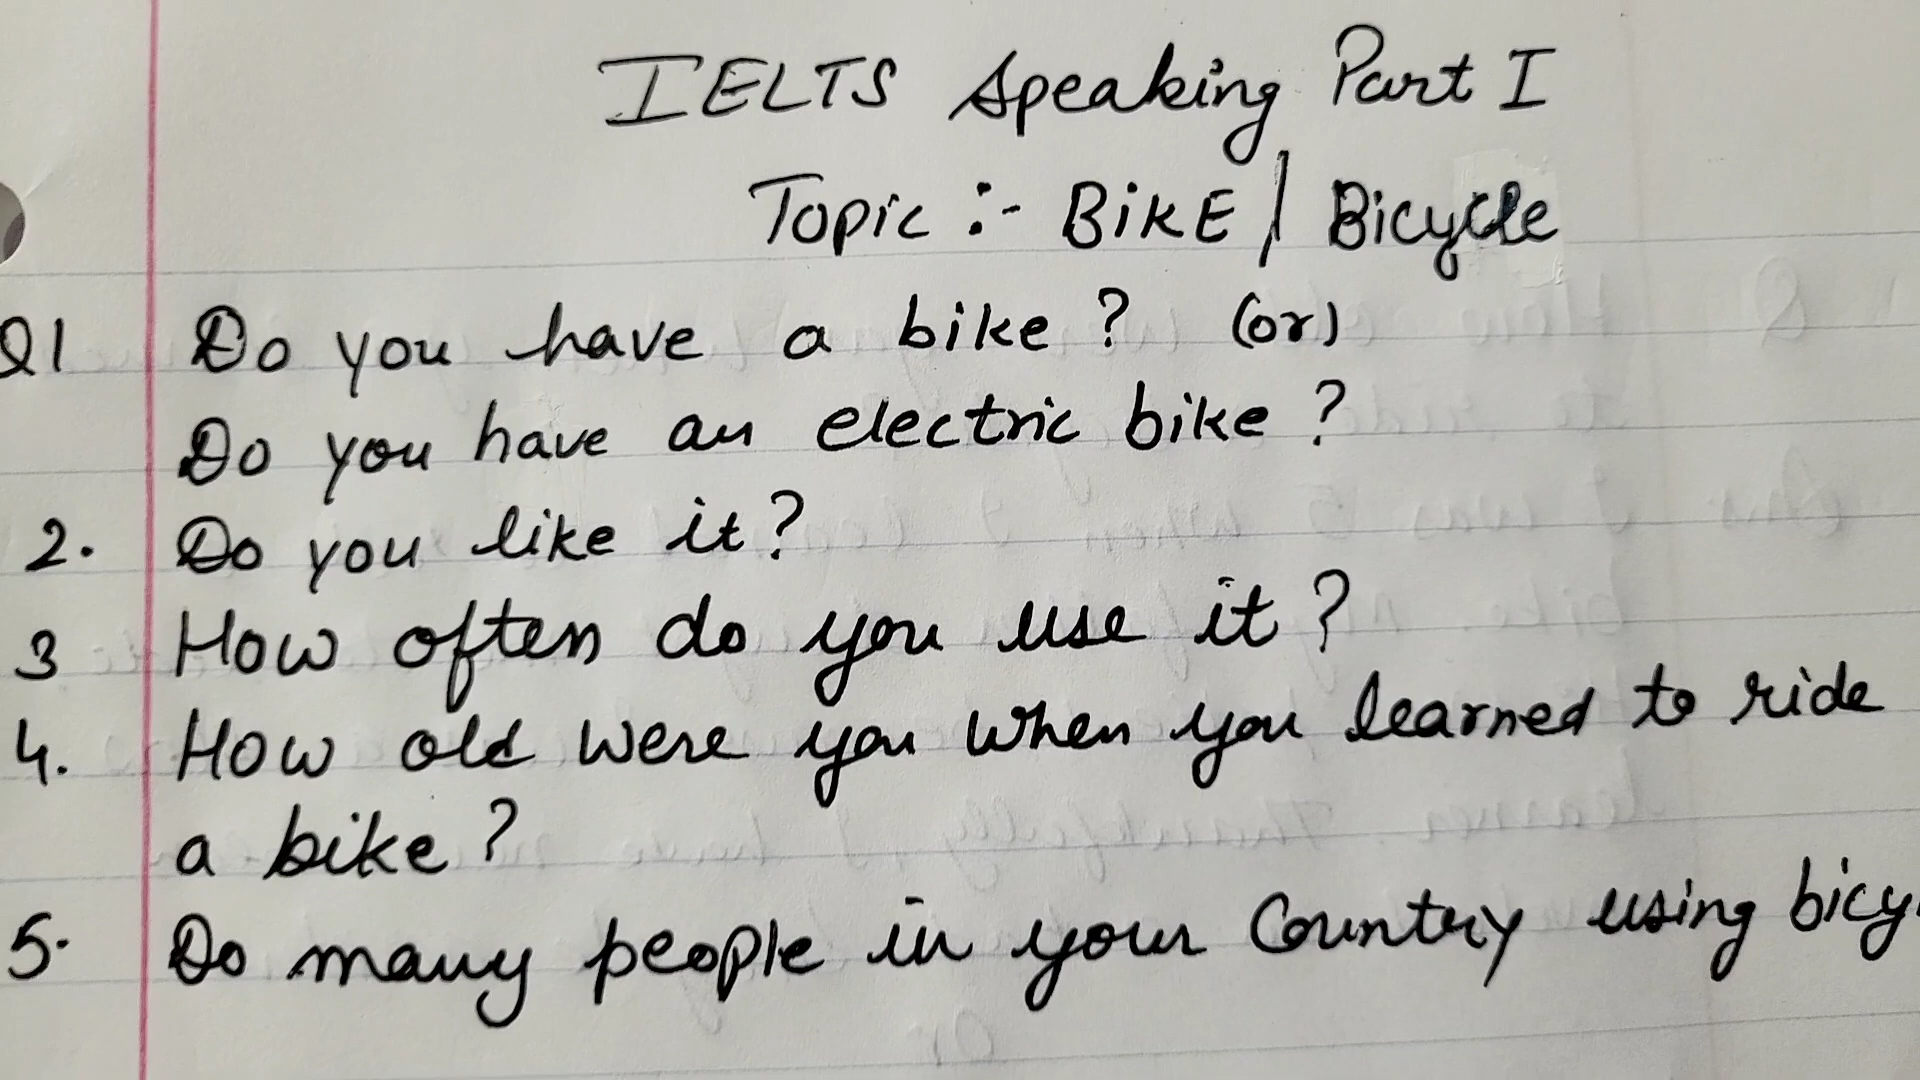 IELTS Speaking Part I
Topic :- BiKE / Bicycle
Q1 Do you have a bike ? (or)
Do you have an electric bike ?
2. Do you like it ?
3 How often do you use it ?
4. How old were you when you learned to ride
a bike ?
5. Do many people in your Country using bicy